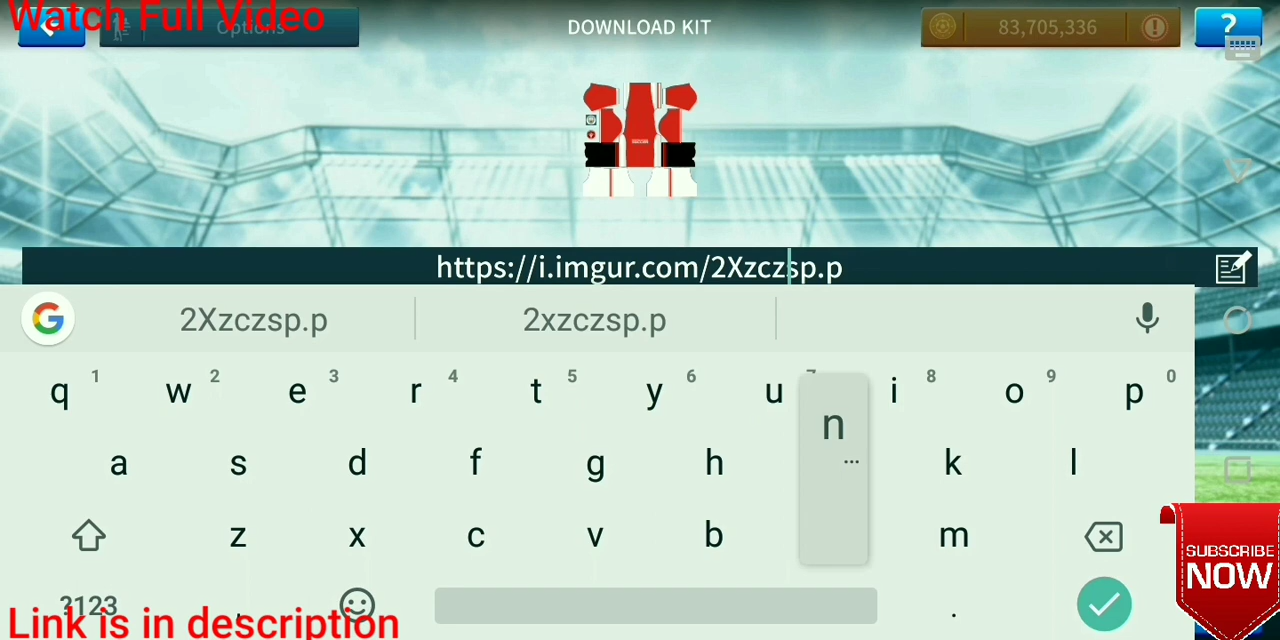 Watch Full Video
Options
DOWNLOAD KIT
83,705,336
?
https://i.imgur.com/2Xzczsp.p
2Xzczsp.p
2xzczsp.p
q 1 w 2 e 3 r 4 t 5 y 6 u 7 i 8 o 9 p 0
a s d f g h n ... k l
z x c v b m
SUBSCRIBE
NOW
?123 , .
Link is in description